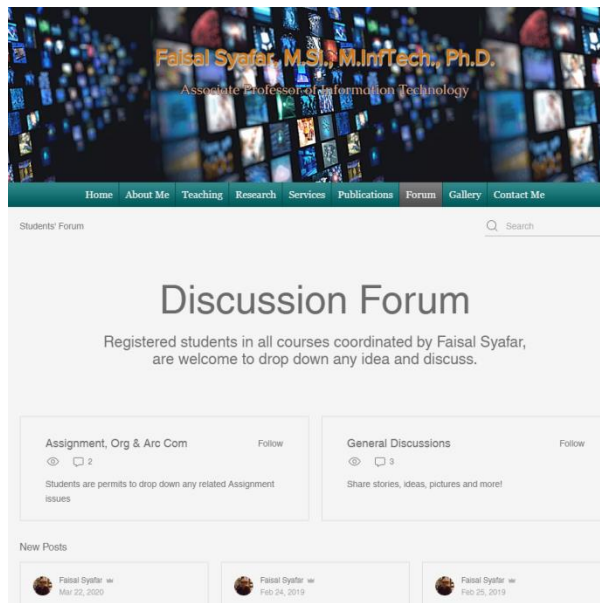 Faisal Syafar, M.SI., M.InfTech., Ph.D.
Associate Professor of Information Technology
Home About Me Teaching Research Services Publications Forum Gallery Contact Me
Students' Forum
Search
Discussion Forum
Registered students in all courses coordinated by Faisal Syafar,
are welcome to drop down any idea and discuss.
Assignment, Org & Arc Com
Follow
2
Students are permits to drop down any related Assignment
issues
General Discussions
Follow
3
Share stories, ideas, pictures and more!
New Posts
Faisal Syafar
Mar 22, 2020
Faisal Syafar
Feb 24, 2019
Faisal Syafar
Feb 25, 2019